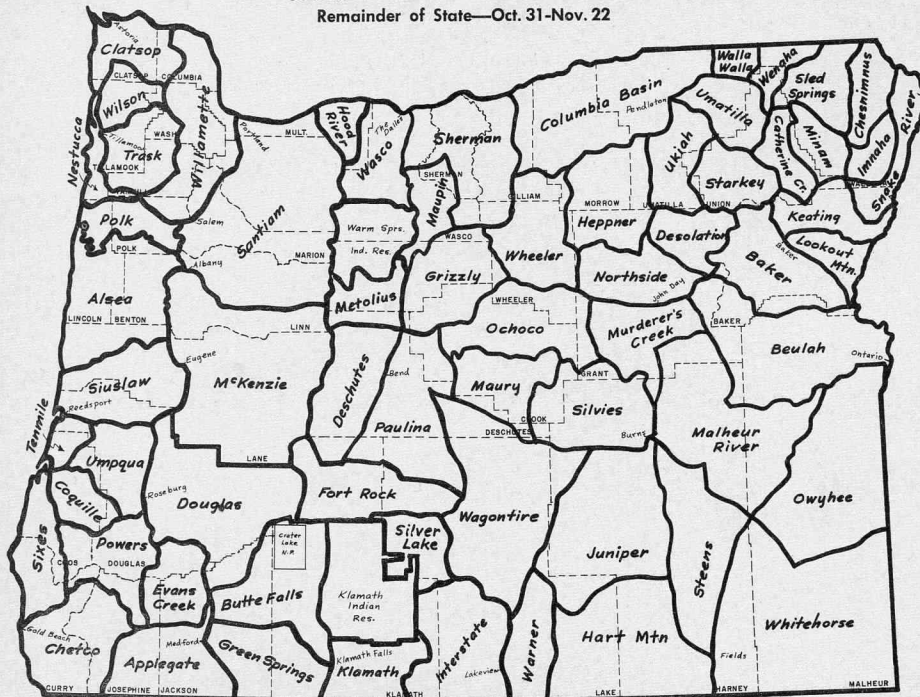 Remainder of State—Oct. 31-Nov. 22
Astoria
Clatsop
CLATSOP
COLUMBIA
Wilson
Tillamook
WASH.
Trask
TILLAMOOK
Nestucca
Willamette
Portland
MULT.
Hood River
The Dalles
Wasco
Sherman
SHERMAN
Maupin
Columbia Basin
Pendleton
Walla Walla
Wenaha
Sled Springs
Chesnimnus
Snake River
Umatilla
Ukiah
Catharine Cr.
Minam
Imnaha
Starkey
UMATILLA
UNION
MORROW
GILLIAM
Keating
Lookout Mtn.
Baker
Baker
Polk
POLK
Salem
Santiam
MARION
Albany
Warm Sprs. Ind. Res.
WASCO
Grizzly
Wheeler
WHEELER
Heppner
Desolation
Northside
John Day
Metolius
Alsea
LINCOLN
BENTON
LINN
Ochoco
Murderer's Creek
BAKER
Beulah
Ontario
Eugene
McKenzie
Deschutes
Bend
Maury
GRANT
Silvies
Siuslaw
Reedsport
Paulina
CROOK
DESCHUTES
Burns
Malheur River
Tenmile
Umpqua
LANE
Owyhee
Coquille
Roseburg
Douglas
Fort Rock
Wagontire
Sixes
Powers
COOS
DOUGLAS
Crater Lake N.P.
Silver Lake
Juniper
Steens
Evans Creek
Butte Falls
Klamath Indian Res.
Whitehorse
Gold Beach
Chetco
Applegate
Medford
Green Springs
Klamath Falls
Klamath
Interstate
Lakeview
Warner
Hart Mtn
Fields
CURRY
JOSEPHINE
JACKSON
KLAMATH
LAKE
HARNEY
MALHEUR